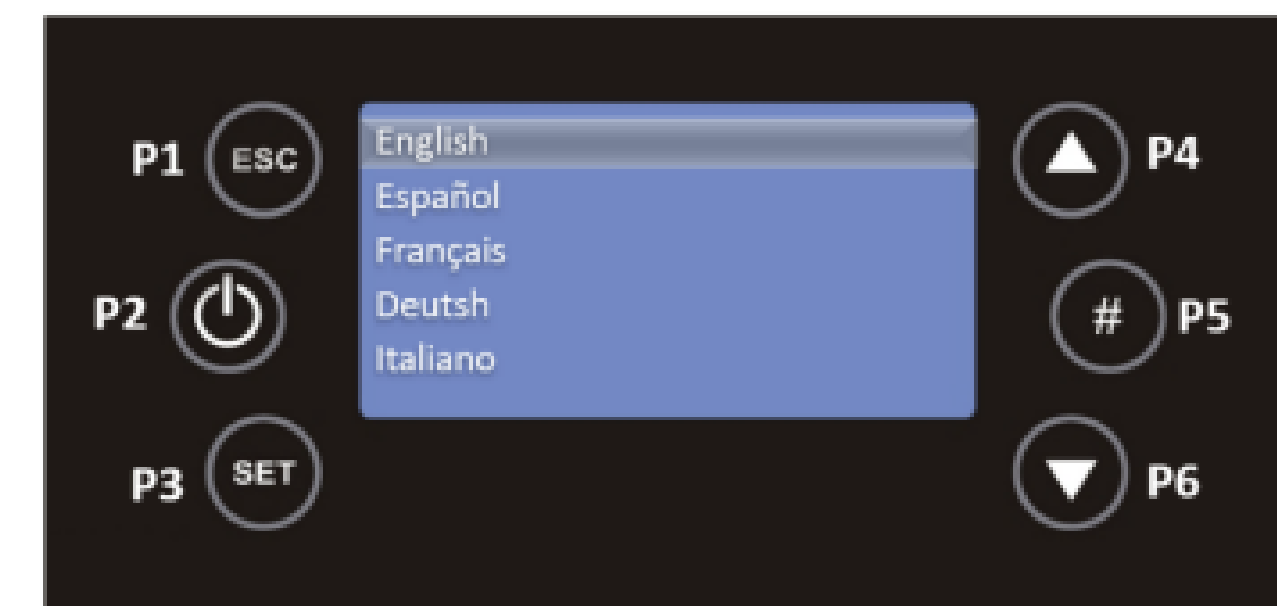 P1 ESC
English
P4
Español
Français
P2
Deutsh
# P5
Italiano
P3 SET
P6